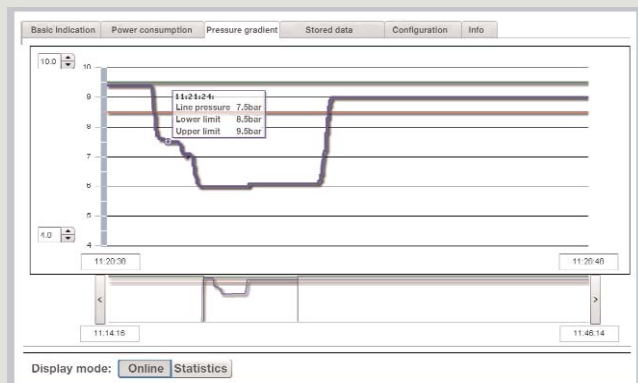 Basic Indication Power consumption Pressure gradient Stored data Configuration Info
10.0
10
9
8
7
6
5
4
4.0
11:21:24:
Line pressure 7.5bar
Lower limit 8.5bar
Upper limit 9.5bar
11:20:38 11:26:48
< >
11:14:16 11:46:14
Display mode: Online Statistics